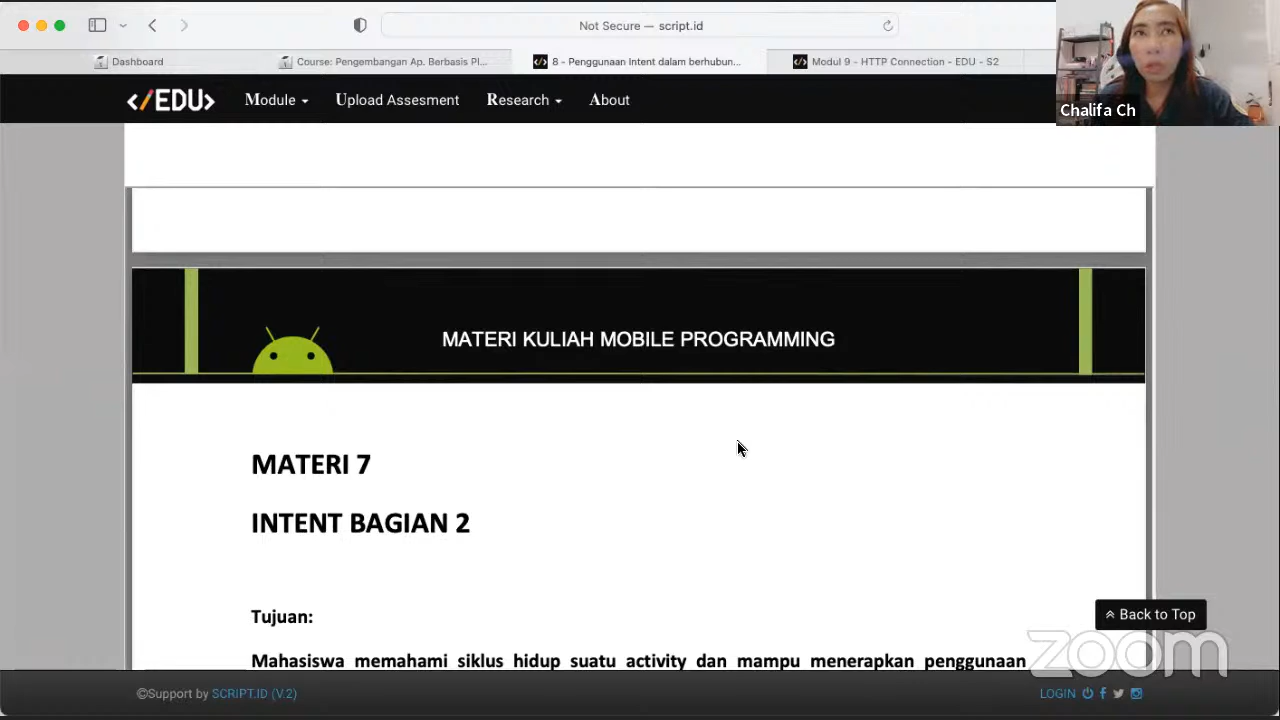 Not Secure — script.id
Dashboard
Course: Pengembangan Ap. Berbasis Pl...
8 - Penggunaan Intent dalam berhubun...
Modul 9 - HTTP Connection - EDU - S2
</EDU>
Module
Upload Assesment
Research
About
Chalifa Ch
MATERI KULIAH MOBILE PROGRAMMING
MATERI 7
INTENT BAGIAN 2
Tujuan:
Mahasiswa memahami siklus hidup suatu activity dan mampu menerapkan penggunaan
Back to Top
zoom
©Support by SCRIPT.ID (V.2)
LOGIN